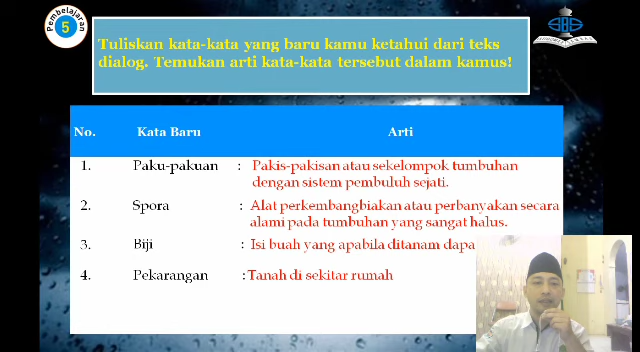 Pembelajaran
5
Tuliskan kata-kata yang baru kamu ketahui dari teks
dialog. Temukan arti kata-kata tersebut dalam kamus!
No. Kata Baru Arti
1. Paku-pakuan : Pakis-pakisan atau sekelompok tumbuhan
dengan sistem pembuluh sejati.
2. Spora : Alat perkembangbiakan atau perbanyakan secara
alami pada tumbuhan yang sangat halus.
3. Biji : Isi buah yang apabila ditanam dapa
4. Pekarangan : Tanah di sekitar rumah